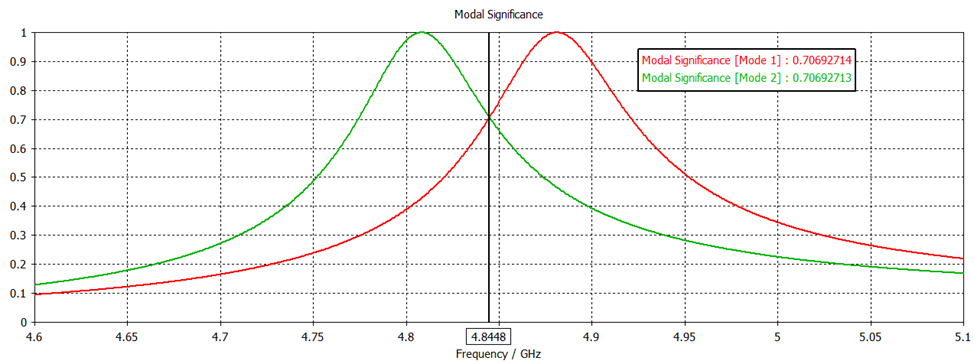 Modal Significance
1
0.9
0.8
0.7
0.6
0.5
0.4
0.3
0.2
0.1
0
Modal Significance [Mode 1] : 0.70692714
Modal Significance [Mode 2] : 0.70692713
4.6 4.65 4.7 4.75 4.8 4.8448 4.9 4.95 5 5.05 5.1
Frequency / GHz